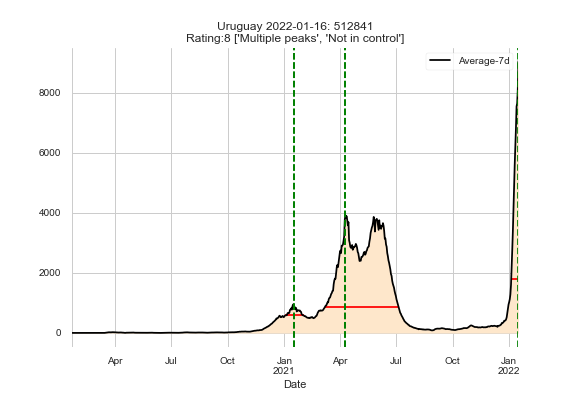 Uruguay 2022-01-16: 512841
Rating:8 ['Multiple peaks', 'Not in control']
Average-7d
8000
6000
4000
2000
0
Apr Jul Oct Jan Apr Jul Oct Jan
2021 2022
Date